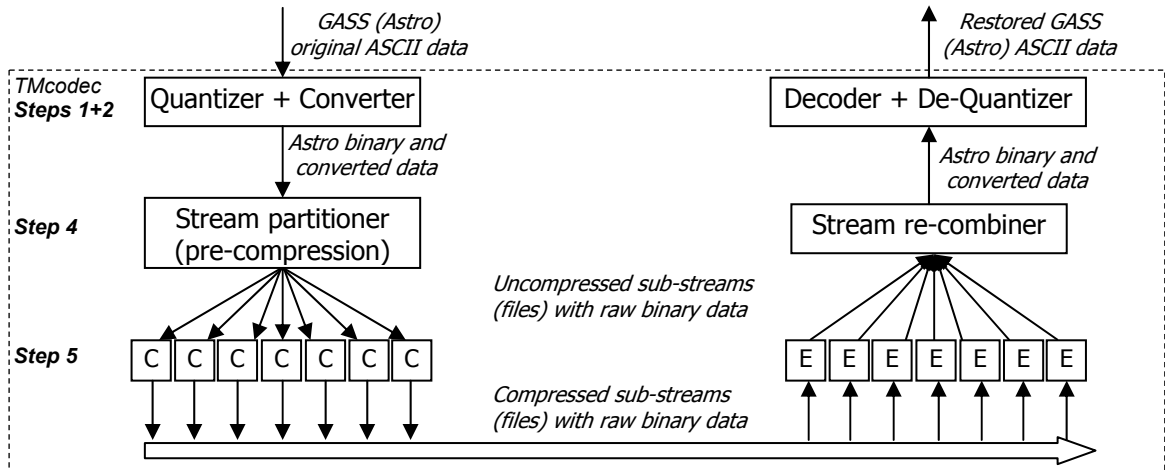 GASS (Astro)
original ASCII data
Restored GASS
(Astro) ASCII data
TMcodec
Steps 1+2
Quantizer + Converter
Decoder + De-Quantizer
Astro binary and
converted data
Astro binary and
converted data
Step 4
Stream partitioner
(pre-compression)
Stream re-combiner
Uncompressed sub-streams
(files) with raw binary data
Step 5
C C C C C C C
E E E E E E E
Compressed sub-streams
(files) with raw binary data